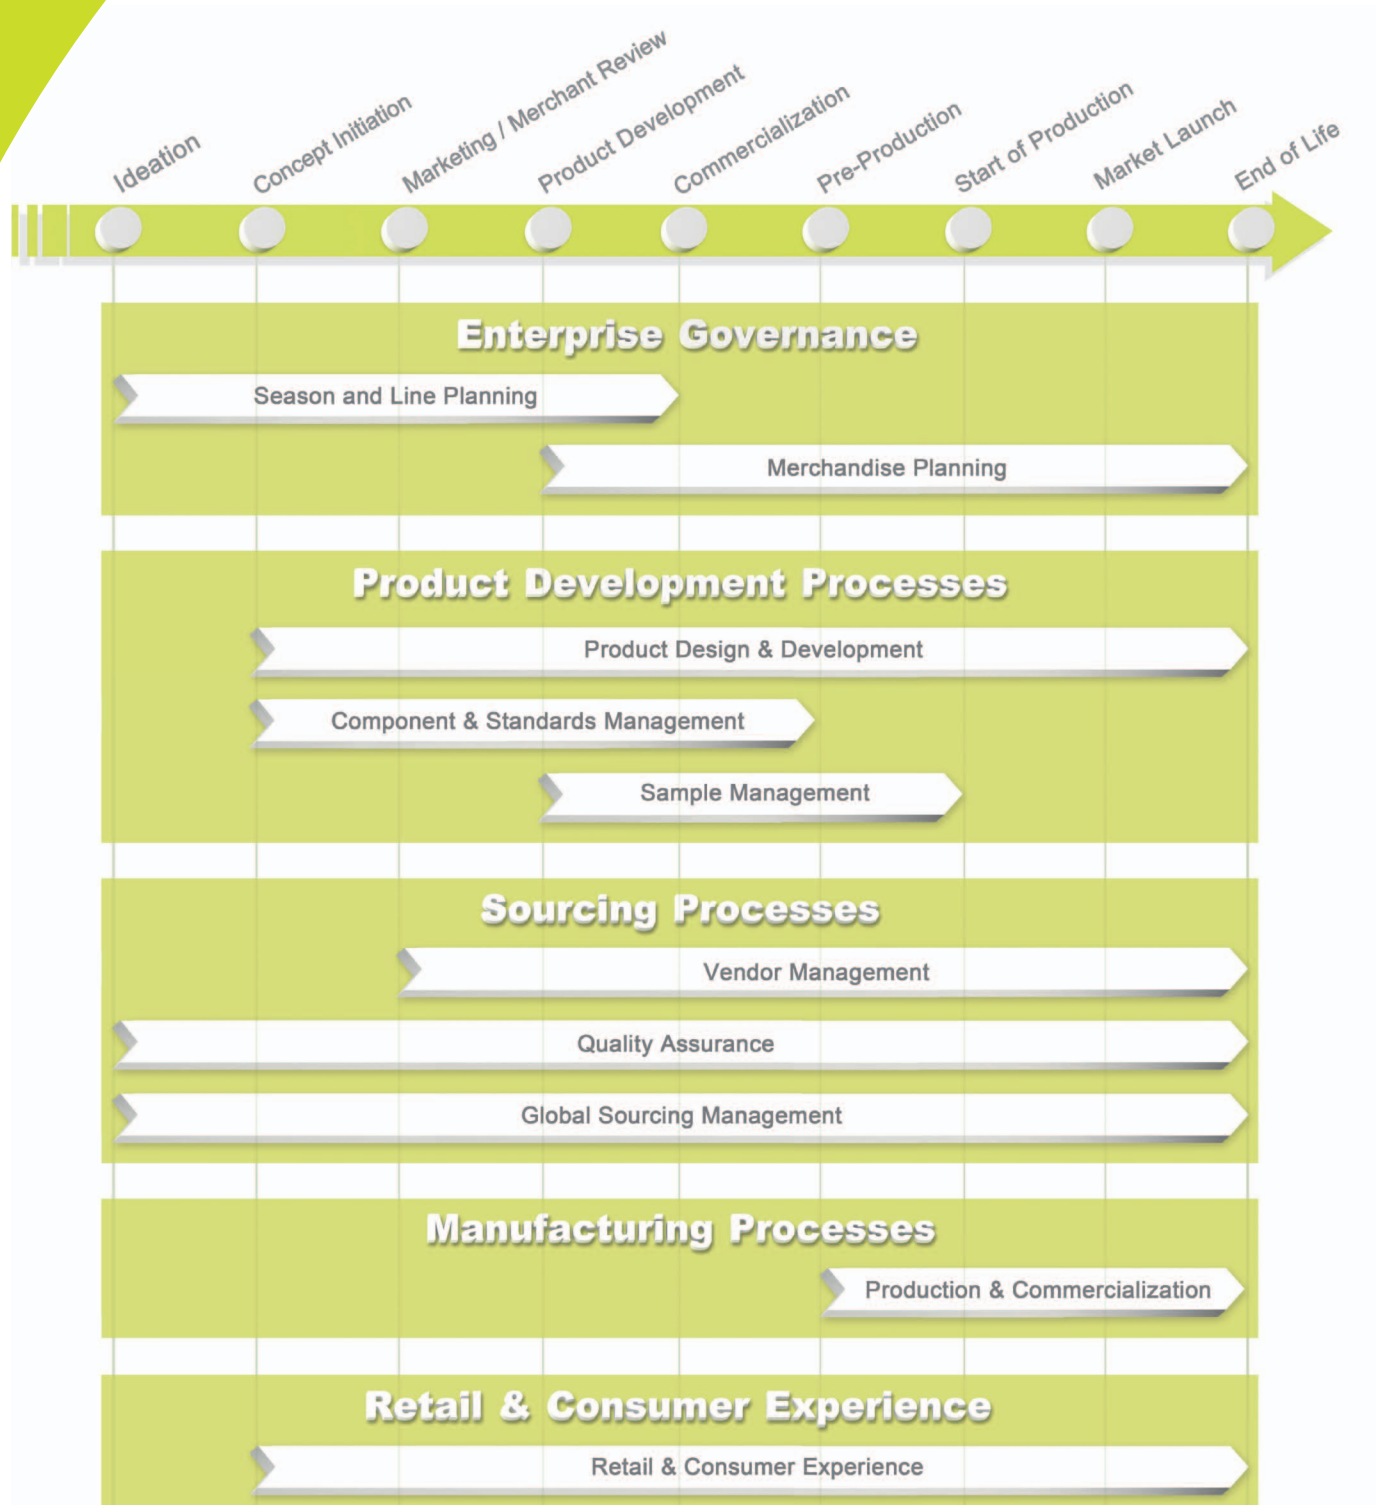 Ideation
Concept Initiation
Marketing / Merchant Review
Product Development
Commercialization
Pre-Production
Start of Production
Market Launch
End of Life
Enterprise Governance
Season and Line Planning
Merchandise Planning
Product Development Processes
Product Design & Development
Component & Standards Management
Sample Management
Sourcing Processes
Vendor Management
Quality Assurance
Global Sourcing Management
Manufacturing Processes
Production & Commercialization
Retail & Consumer Experience
Retail & Consumer Experience